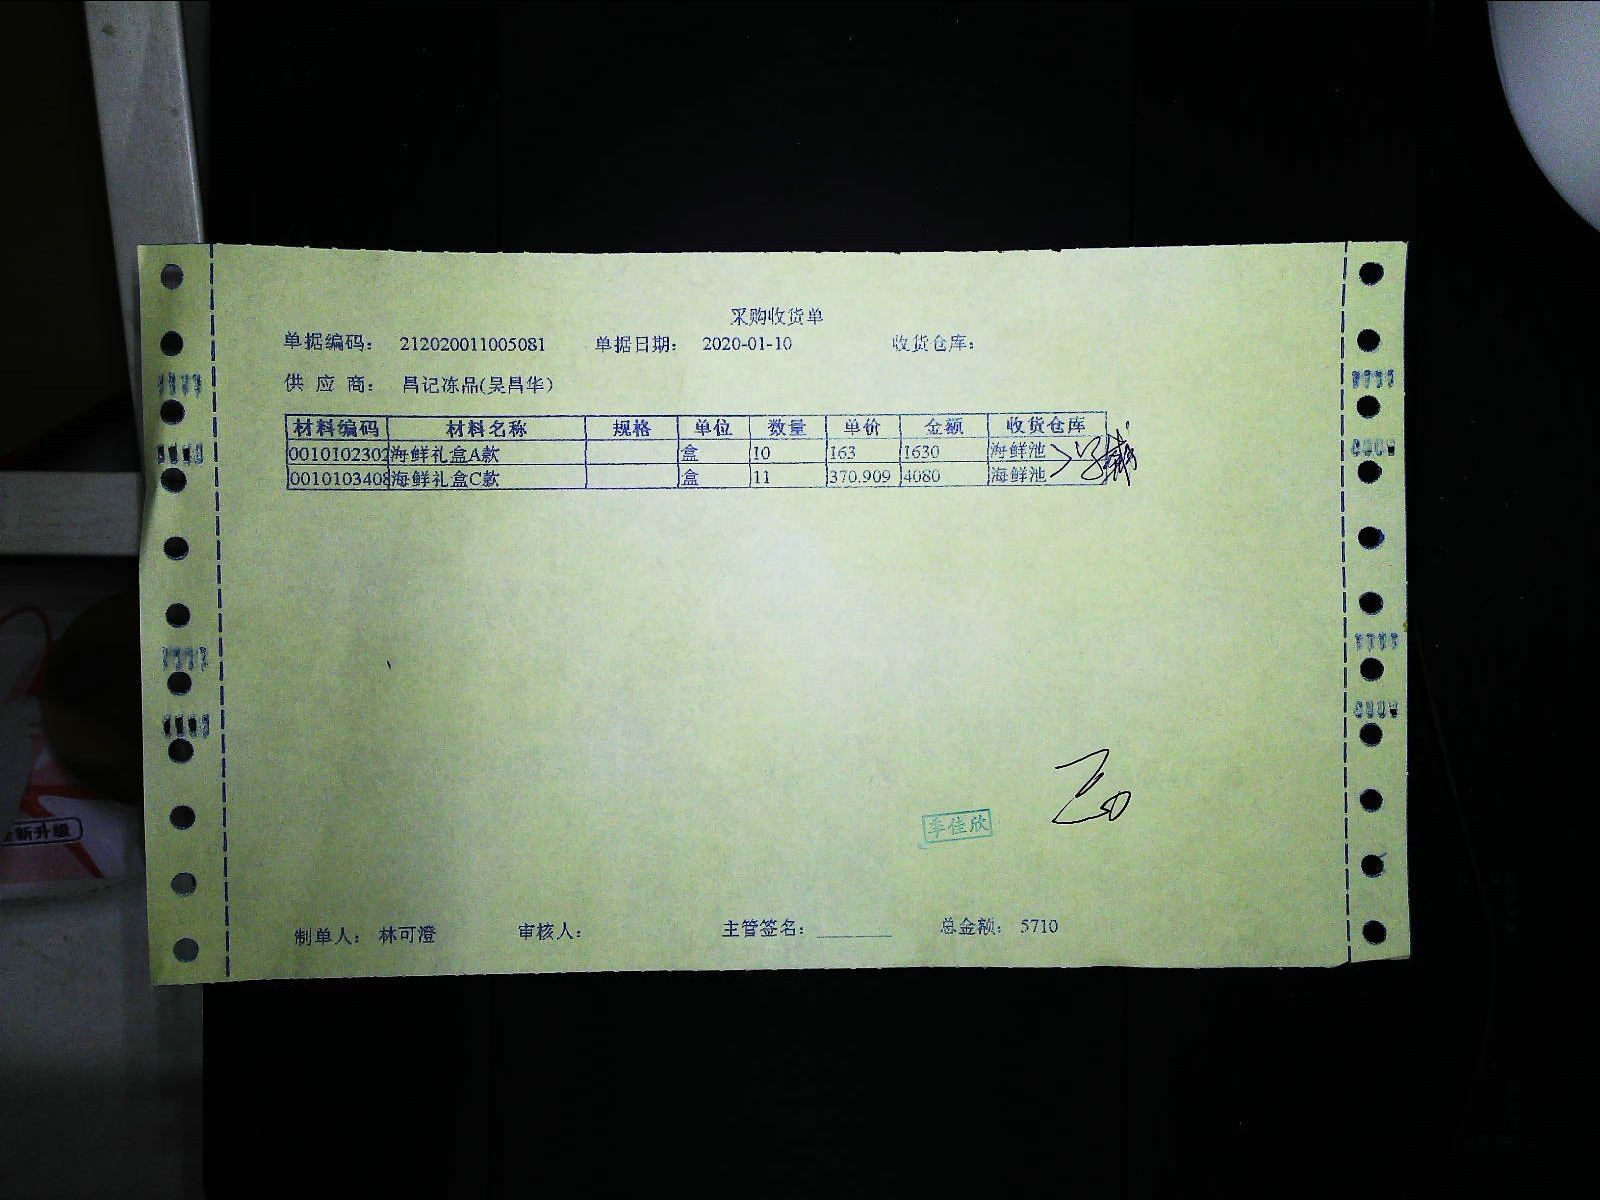 采购收货单
单据编码： 212020011005081 单据日期： 2020-01-10 收货仓库：
供 应 商： 昌记冻品(吴昌华)
材料编码 材料名称 规格 单位 数量 单价 金额 收货仓库
0010102302 海鲜礼盒A款 盒 10 163 1630 海鲜池
0010103408 海鲜礼盒C款 盒 11 370.909 4080 海鲜池
李佳欣
制单人： 林可澄 审核人： 主管签名： ________ 总金额： 5710
新升級